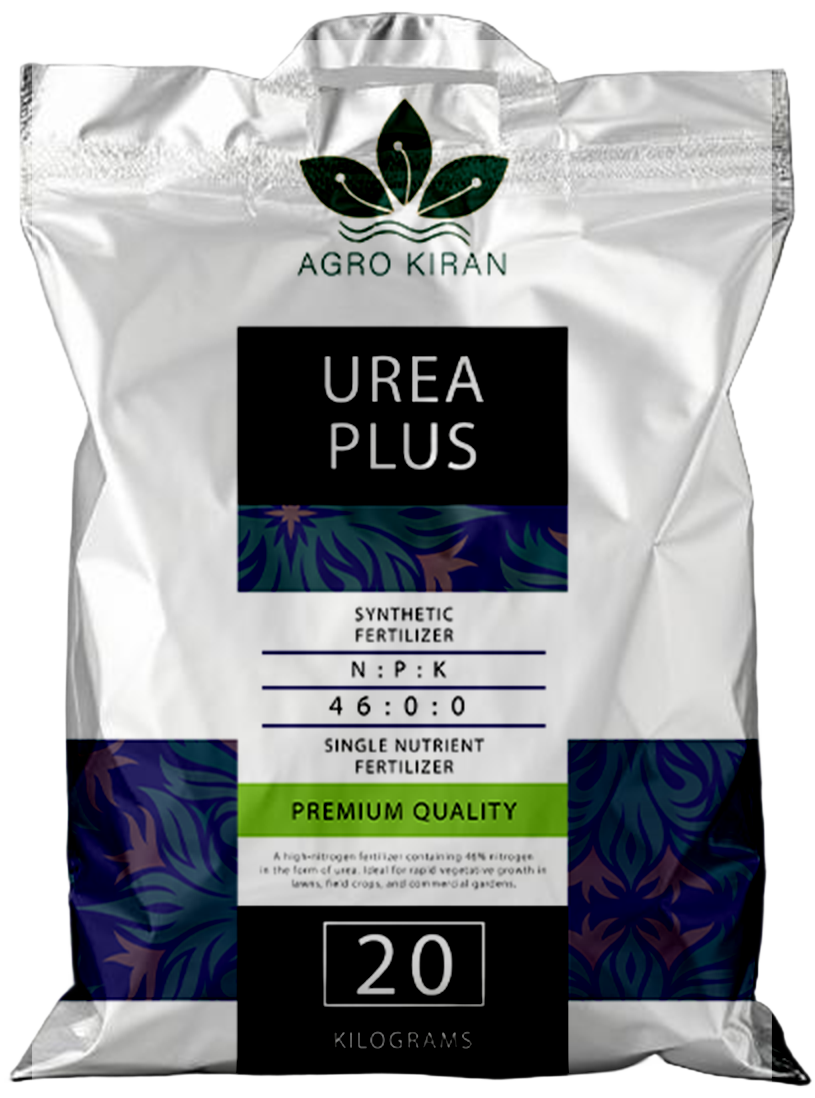 AGRO KIRAN
UREA
PLUS
SYNTHETIC
FERTILIZER
N : P : K
4 6 : 0 : 0
SINGLE NUTRIENT
FERTILIZER
PREMIUM QUALITY
A high-nitrogen fertilizer containing 46% nitrogen
in the form of urea. Ideal for rapid vegetative growth in
lawns, field crops, and commercial gardens.
20
KILOGRAMS